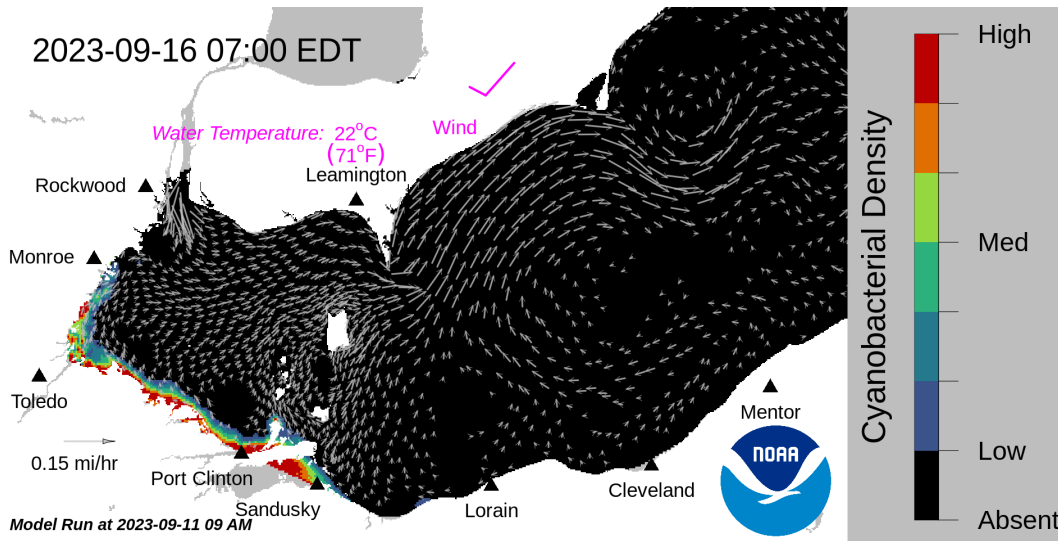 2023-09-16 07:00 EDT
High
Wind
Water Temperature: 22°C
(71°F)
Leamington
Rockwood
Cyanobacterial Density
Med
Monroe
Toledo
Mentor
0.15 mi/hr
NOAA
Low
Port Clinton
Cleveland
Sandusky
Lorain
Absent
Model Run at 2023-09-11 09 AM